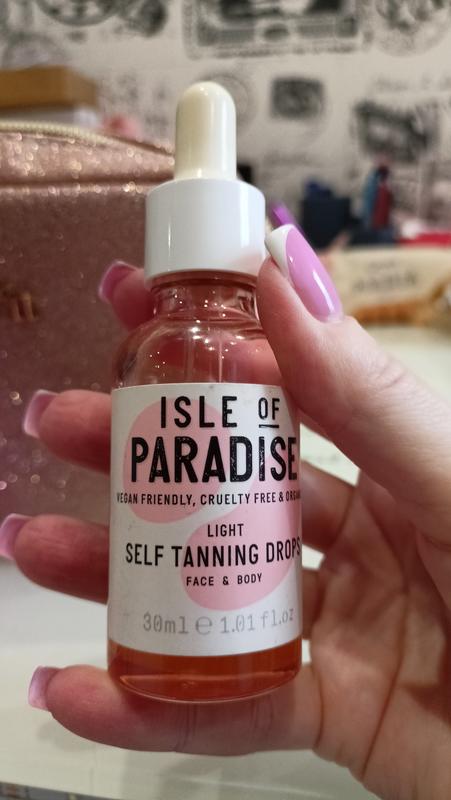 ISLE OF
PARADISE
VEGAN FRIENDLY, CRUELTY FREE &
LIGHT
SELF TANNING DROPS
FACE & BODY
30ml ℮ 1.01 fl.oz